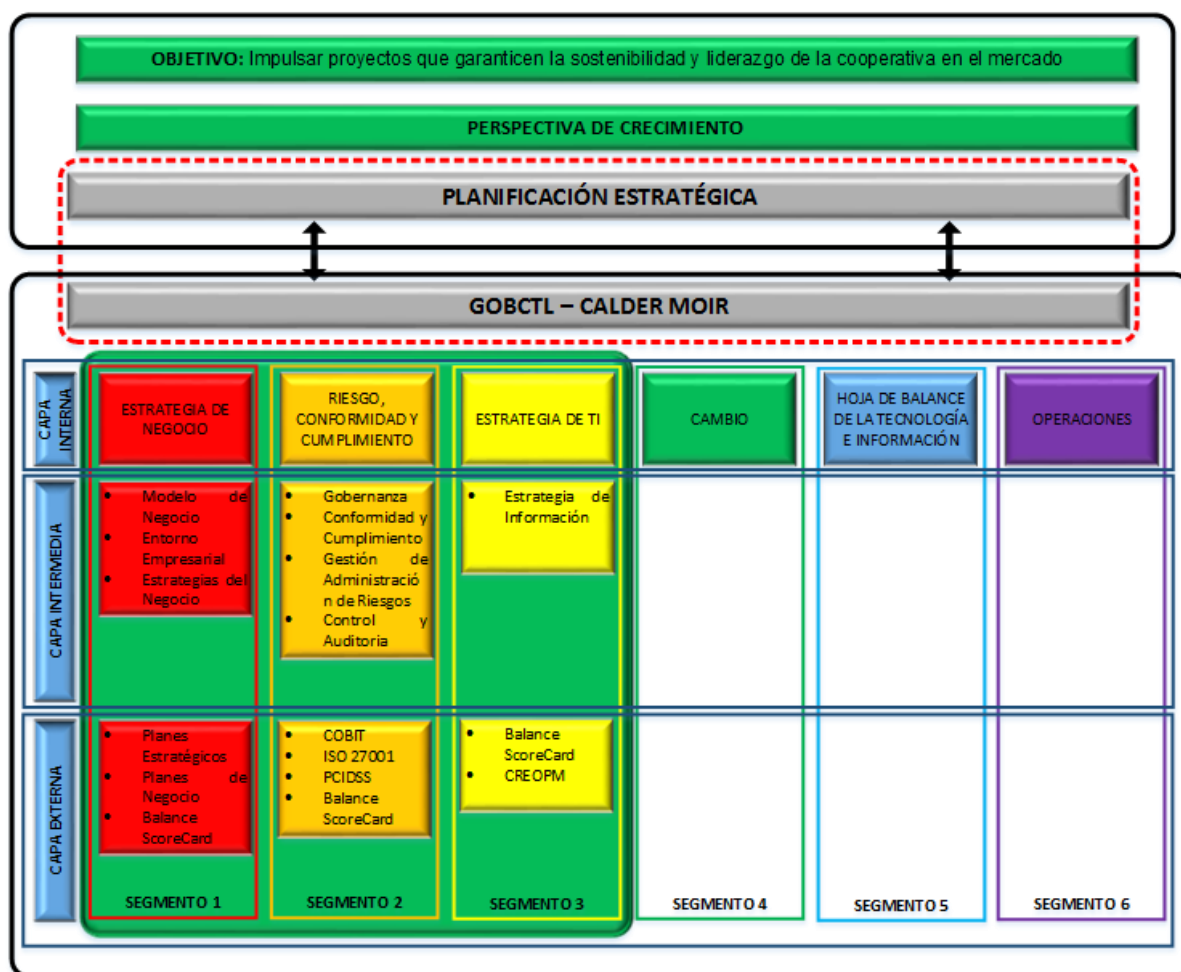 OBJETIVO: Impulsar proyectos que garanticen la sostenibilidad y liderazgo de la cooperativa en el mercado
PERSPECTIVA DE CRECIMIENTO
PLANIFICACIÓN ESTRATÉGICA
GOBCTL – CALDER MOIR
CAPA
INTERNA
ESTRATEGIA DE
NEGOCIO
RIESGO,
CONFORMIDAD Y
CUMPLIMIENTO
ESTRATEGIA DE TI
CAMBIO
HOJA DE BALANCE
DE LA TECNOLOGÍA
E INFORMACIÓN
OPERACIONES
CAPA INTERMEDIA
• Modelo de
Negocio
• Entorno
Empresarial
• Estrategias del
Negocio
• Gobernanza
• Conformidad y
Cumplimiento
• Gestión de
Administració
n de Riesgos
• Control y
Auditoria
• Estrategia de
Información
CAPA EXTERNA
• Planes
Estratégicos
• Planes de
Negocio
• Balance
ScoreCard
• COBIT
• ISO 27001
• PCIDSS
• Balance
ScoreCard
• Balance
ScoreCard
• CREOPM
SEGMENTO 1
SEGMENTO 2
SEGMENTO 3
SEGMENTO 4
SEGMENTO 5
SEGMENTO 6